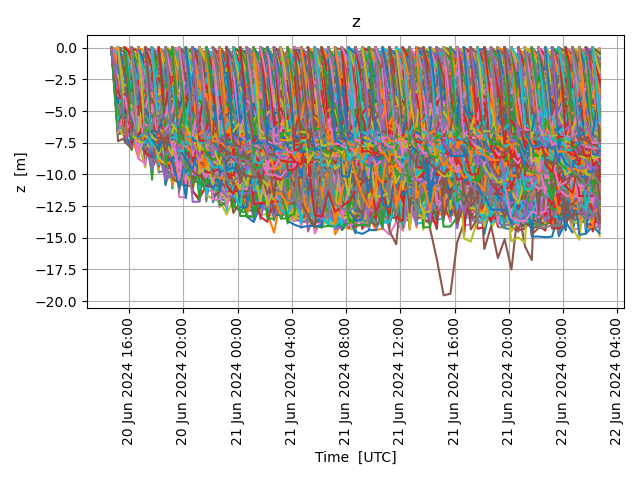 z
0.0
−2.5
−5.0
−7.5
−10.0
−12.5
−15.0
−17.5
−20.0
z [m]
20 Jun 2024 16:00
20 Jun 2024 20:00
21 Jun 2024 00:00
21 Jun 2024 04:00
21 Jun 2024 08:00
21 Jun 2024 12:00
21 Jun 2024 16:00
21 Jun 2024 20:00
22 Jun 2024 00:00
22 Jun 2024 04:00
Time [UTC]